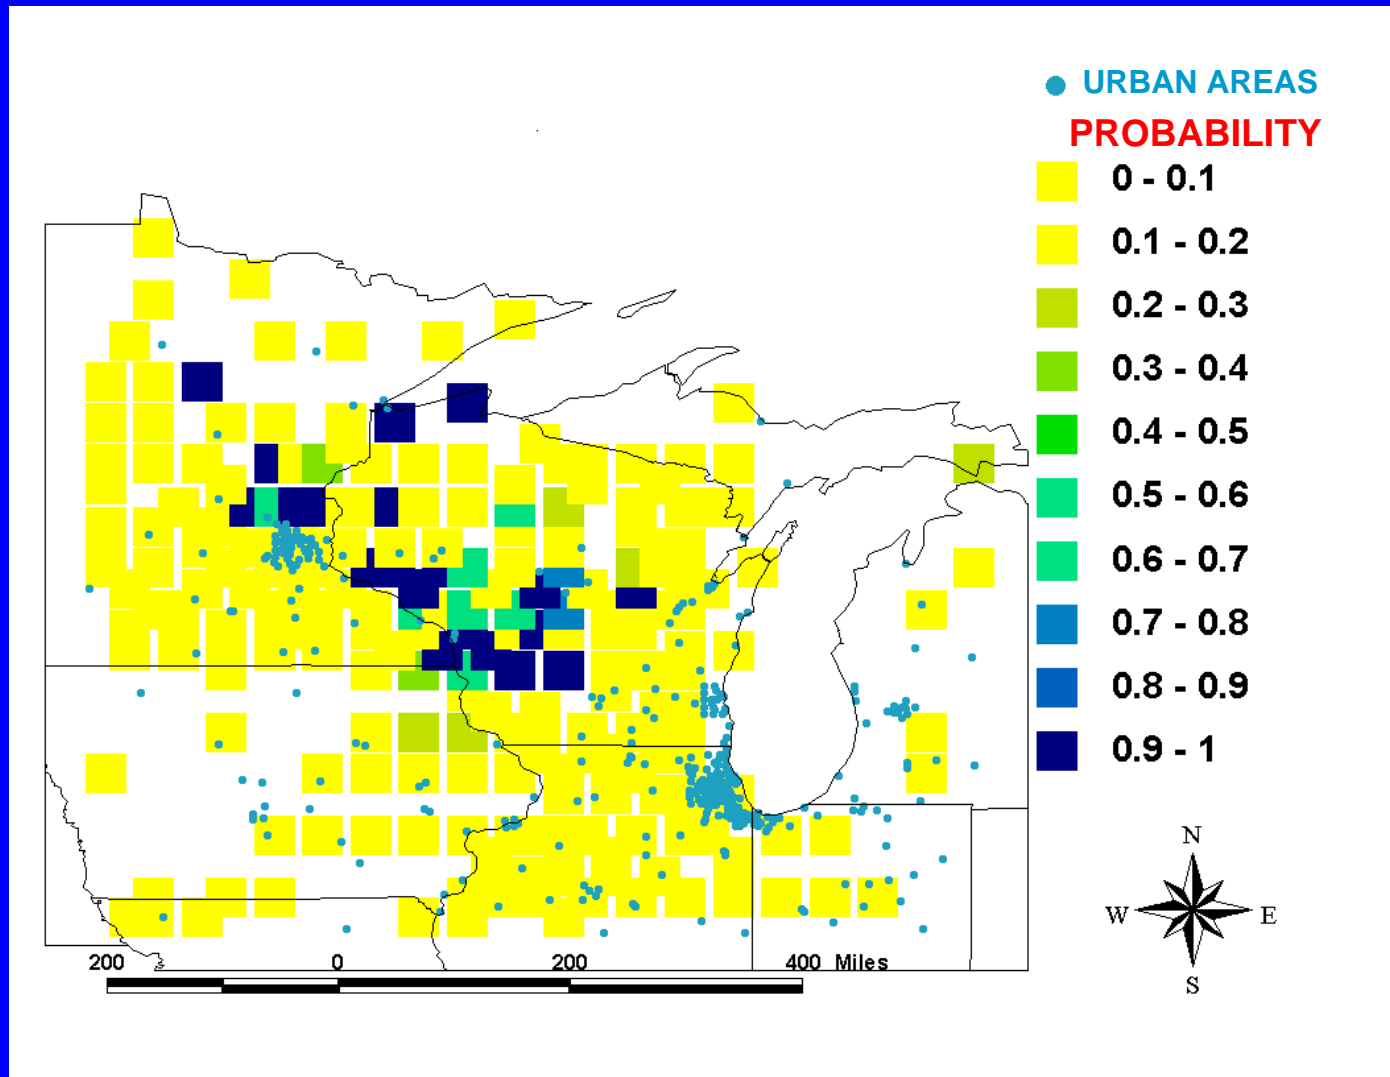 URBAN AREAS
PROBABILITY
0 - 0.1
0.1 - 0.2
0.2 - 0.3
0.3 - 0.4
0.4 - 0.5
0.5 - 0.6
0.6 - 0.7
0.7 - 0.8
0.8 - 0.9
0.9 - 1
N
W E
S
200 0 200 400 Miles